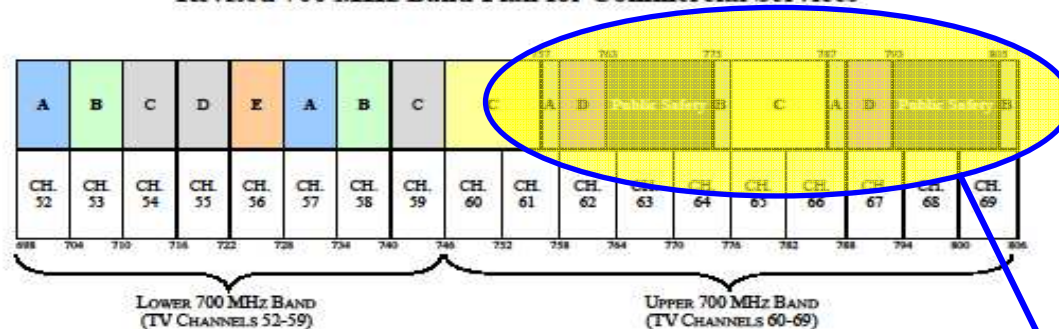 757 763 775 787 793 805
A B C D E A B C C A D Public Safety B C A D Public Safety B
CH. 52 CH. 53 CH. 54 CH. 55 CH. 56 CH. 57 CH. 58 CH. 59 CH. 60 CH. 61 CH. 62 CH. 63 CH. 64 CH. 65 CH. 66 CH. 67 CH. 68 CH. 69
698 704 710 716 722 728 734 740 746 752 758 764 770 776 782 788 794 800 806
LOWER 700 MHZ BAND
(TV CHANNELS 52-59)
UPPER 700 MHZ BAND
(TV CHANNELS 60-69)